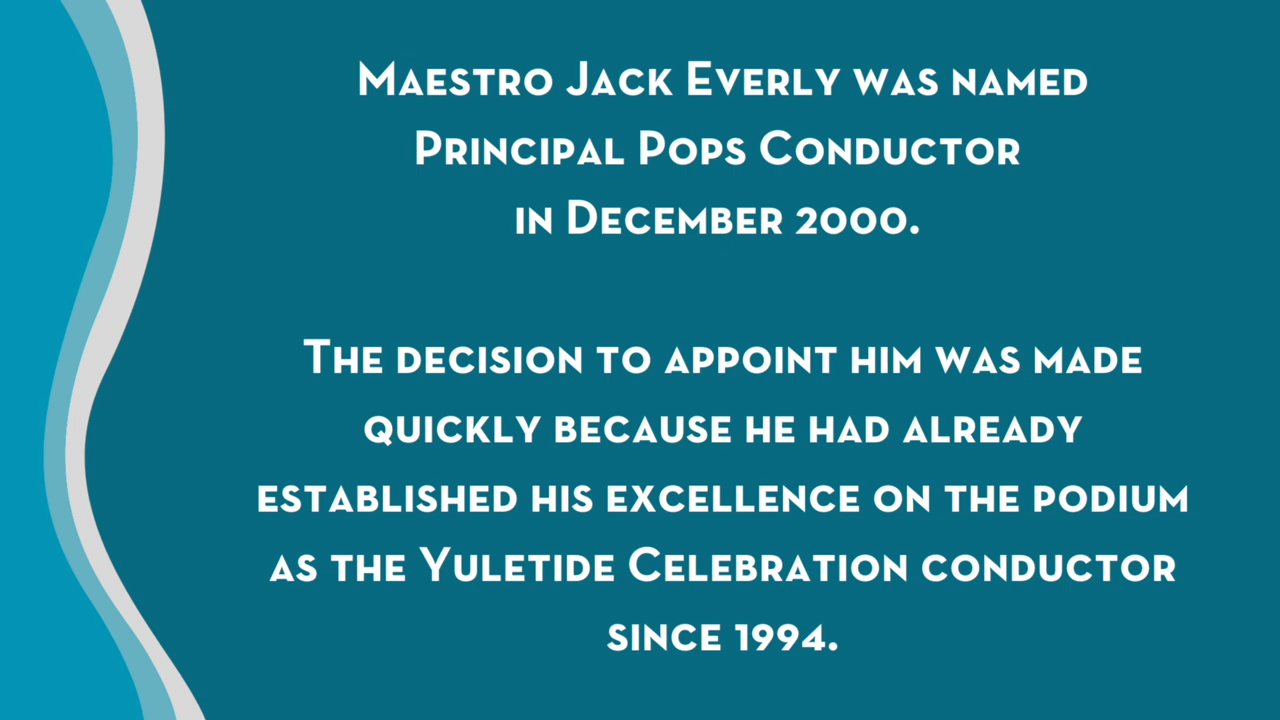 Maestro Jack Everly was named
Principal Pops Conductor
in December 2000.
The decision to appoint him was made
quickly because he had already
established his excellence on the podium
as the Yuletide Celebration conductor
since 1994.